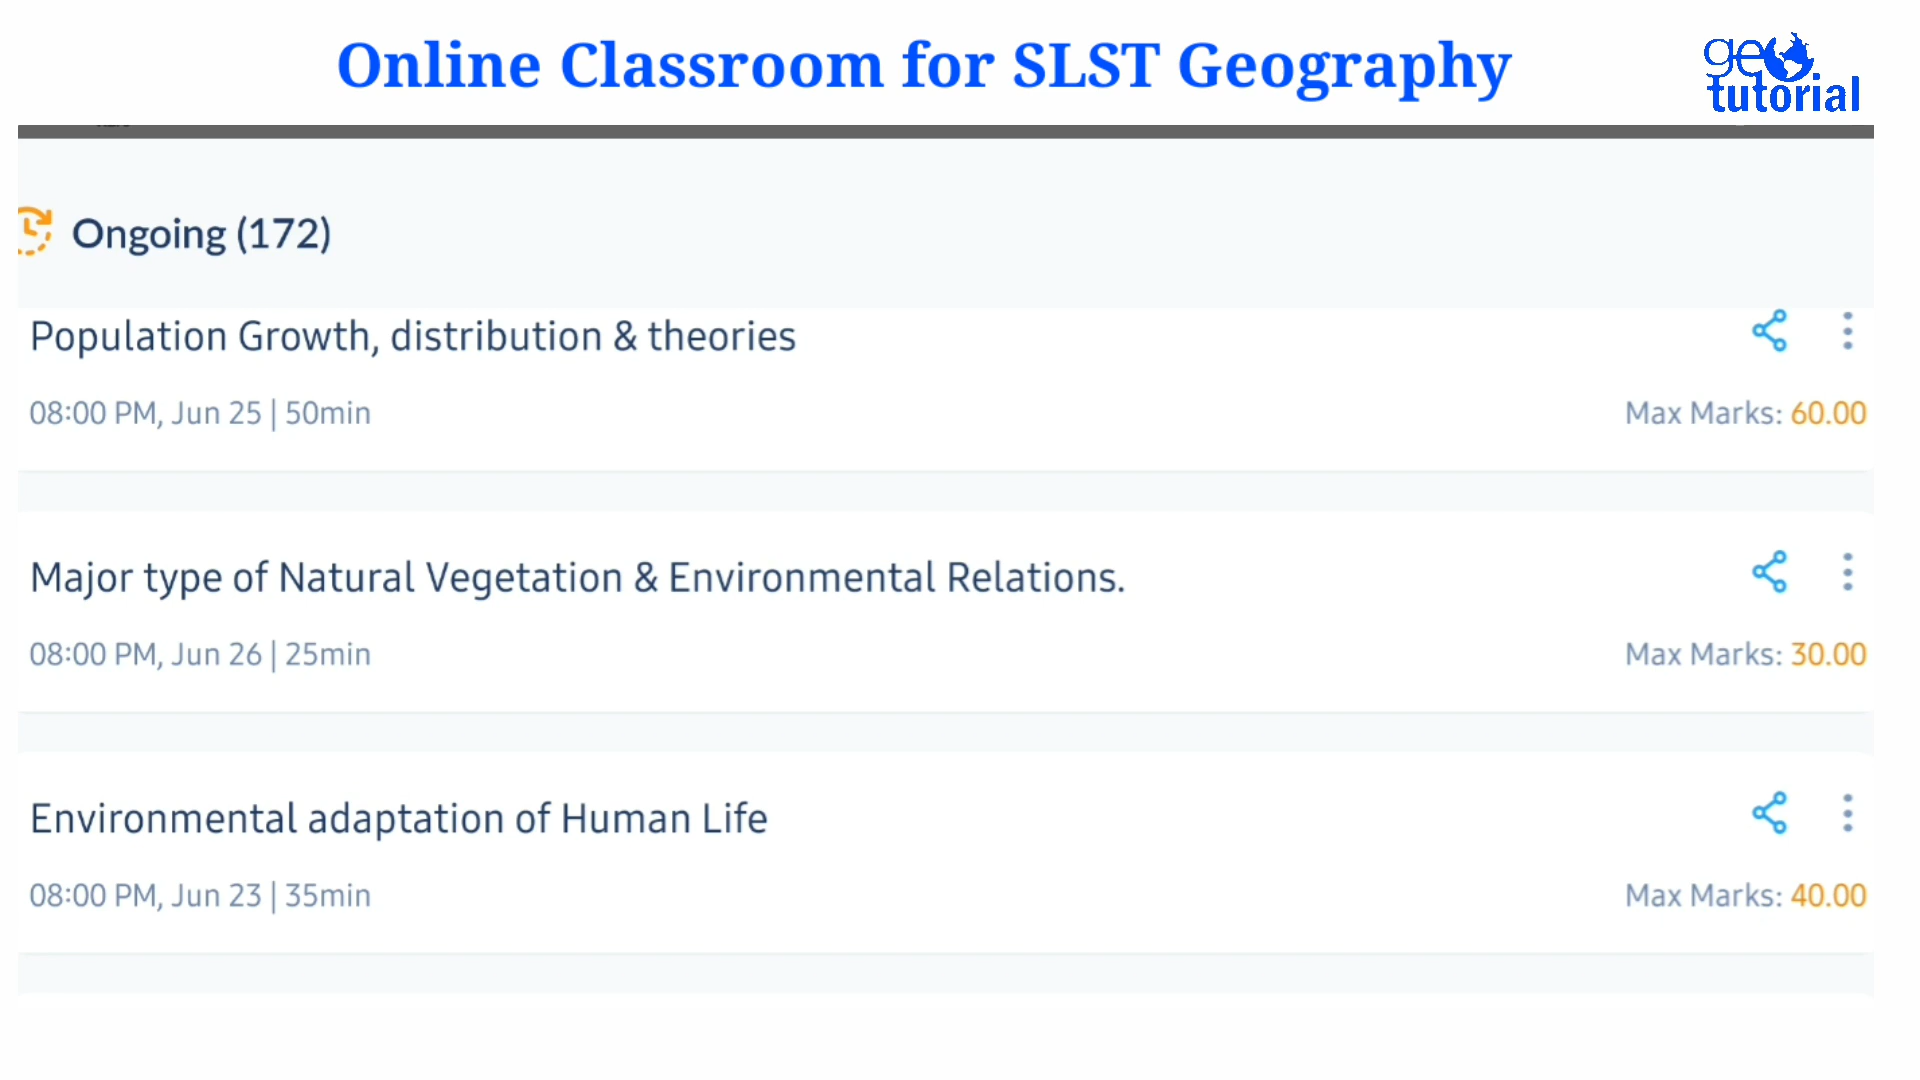 Online Classroom for SLST Geography
geo
tutorial
Ongoing (172)
Population Growth, distribution & theories
08:00 PM, Jun 25 | 50min
Max Marks: 60.00
Major type of Natural Vegetation & Environmental Relations.
08:00 PM, Jun 26 | 25min
Max Marks: 30.00
Environmental adaptation of Human Life
08:00 PM, Jun 23 | 35min
Max Marks: 40.00